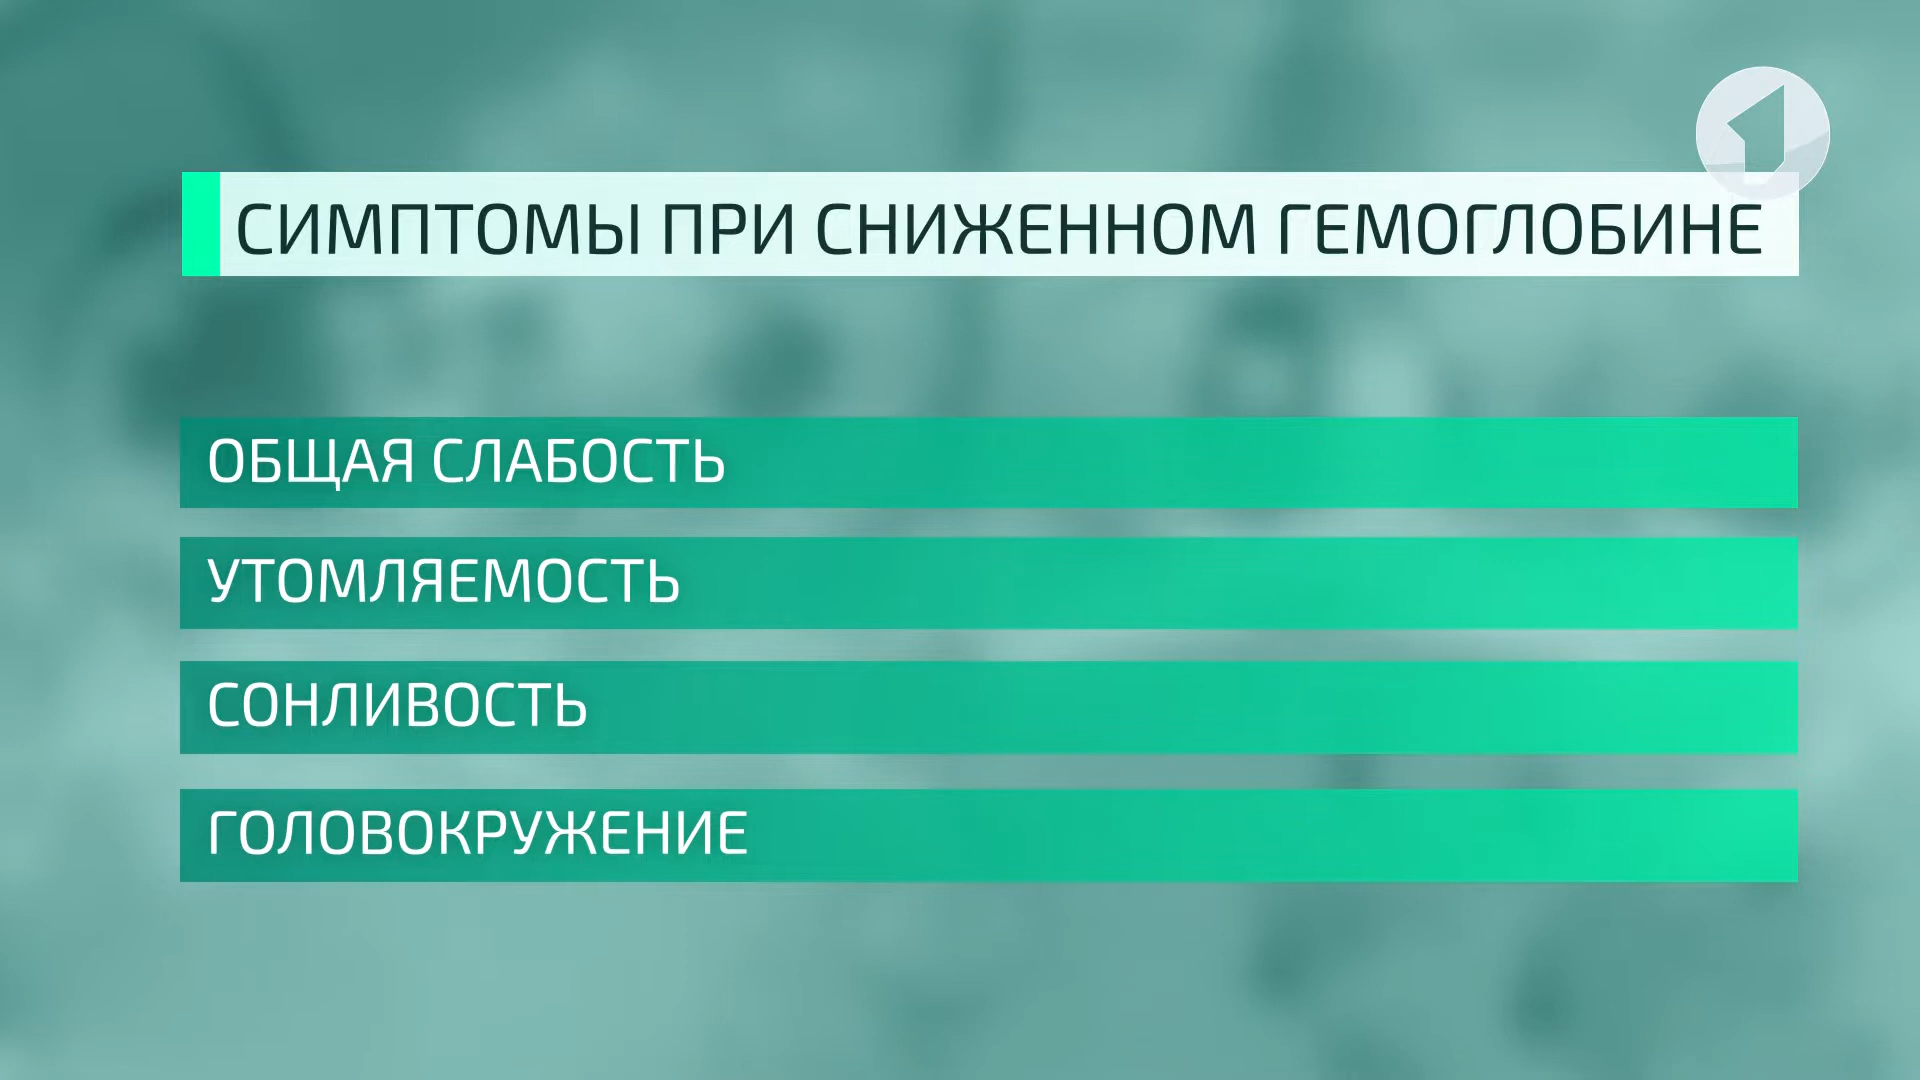 СИМПТОМЫ ПРИ СНИЖЕННОМ ГЕМОГЛОБИНЕ
ОБЩАЯ СЛАБОСТЬ
УТОМЛЯЕМОСТЬ
СОНЛИВОСТЬ
ГОЛОВОКРУЖЕНИЕ